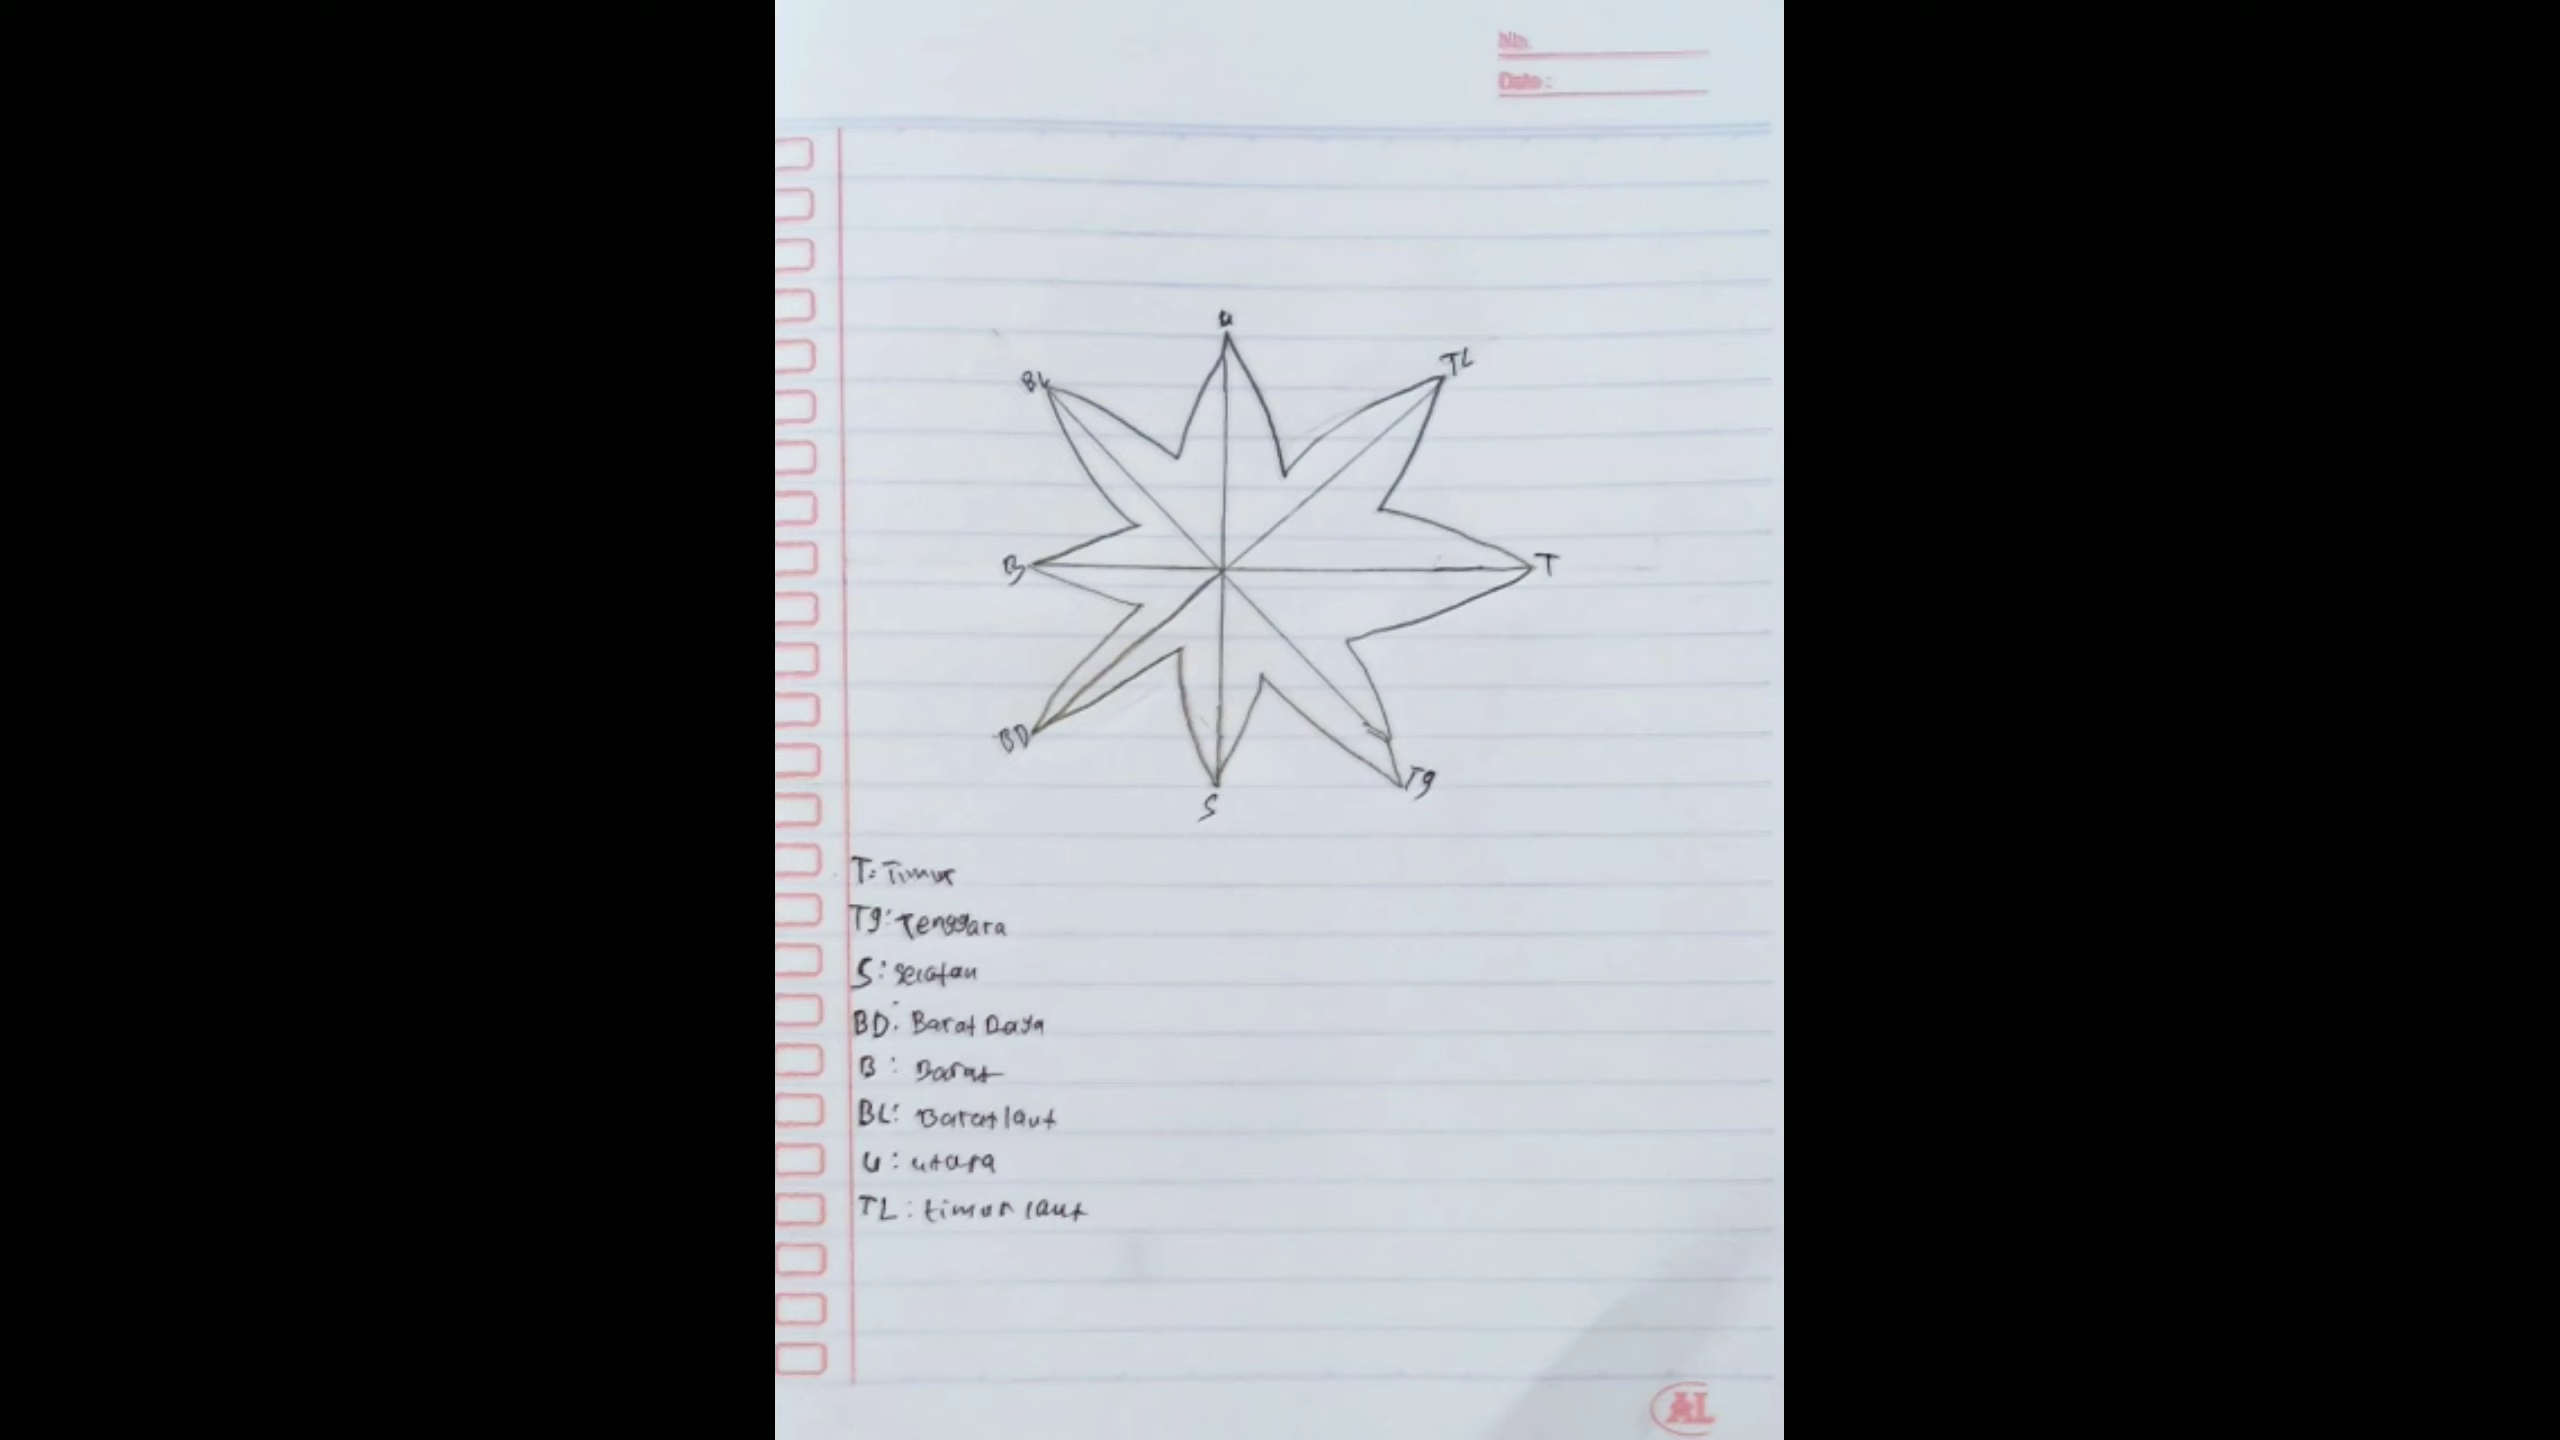 No.
Date:
U
TL
BL
B
T
BD
Tg
S
T: Timur
Tg: Tenggara
S: selatan
BD: Barat Daya
B : Barat
BL: Barat laut
U : utara
TL : timur laut
AL